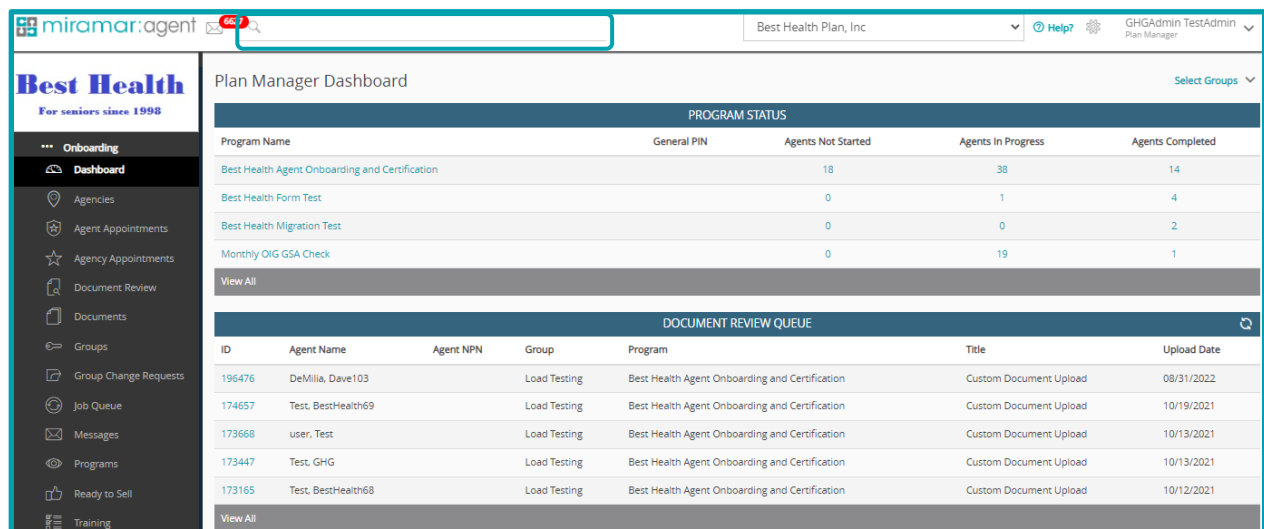 miramar:agent
Best Health Plan, Inc
Help?
GHGAdmin TestAdmin
Plan Manager
Best Health
For seniors since 1998
Plan Manager Dashboard
Select Groups
Onboarding
Dashboard
Agencies
Agent Appointments
Agency Appointments
Document Review
Documents
Groups
Group Change Requests
Job Queue
Messages
Programs
Ready to Sell
Training
PROGRAM STATUS
Program Name General PIN Agents Not Started Agents In Progress Agents Completed
Best Health Agent Onboarding and Certification 18 38 14
Best Health Form Test 0 1 4
Best Health Migration Test 0 0 2
Monthly OIG GSA Check 0 19 1
View All
DOCUMENT REVIEW QUEUE
ID Agent Name Agent NPN Group Program Title Upload Date
196476 DeMilia, Dave103 Load Testing Best Health Agent Onboarding and Certification Custom Document Upload 08/31/2022
174657 Test, BestHealth69 Load Testing Best Health Agent Onboarding and Certification Custom Document Upload 10/19/2021
173668 user, Test Load Testing Best Health Agent Onboarding and Certification Custom Document Upload 10/13/2021
173447 Test, GHG Load Testing Best Health Agent Onboarding and Certification Custom Document Upload 10/13/2021
173165 Test, BestHealth68 Load Testing Best Health Agent Onboarding and Certification Custom Document Upload 10/12/2021
View All